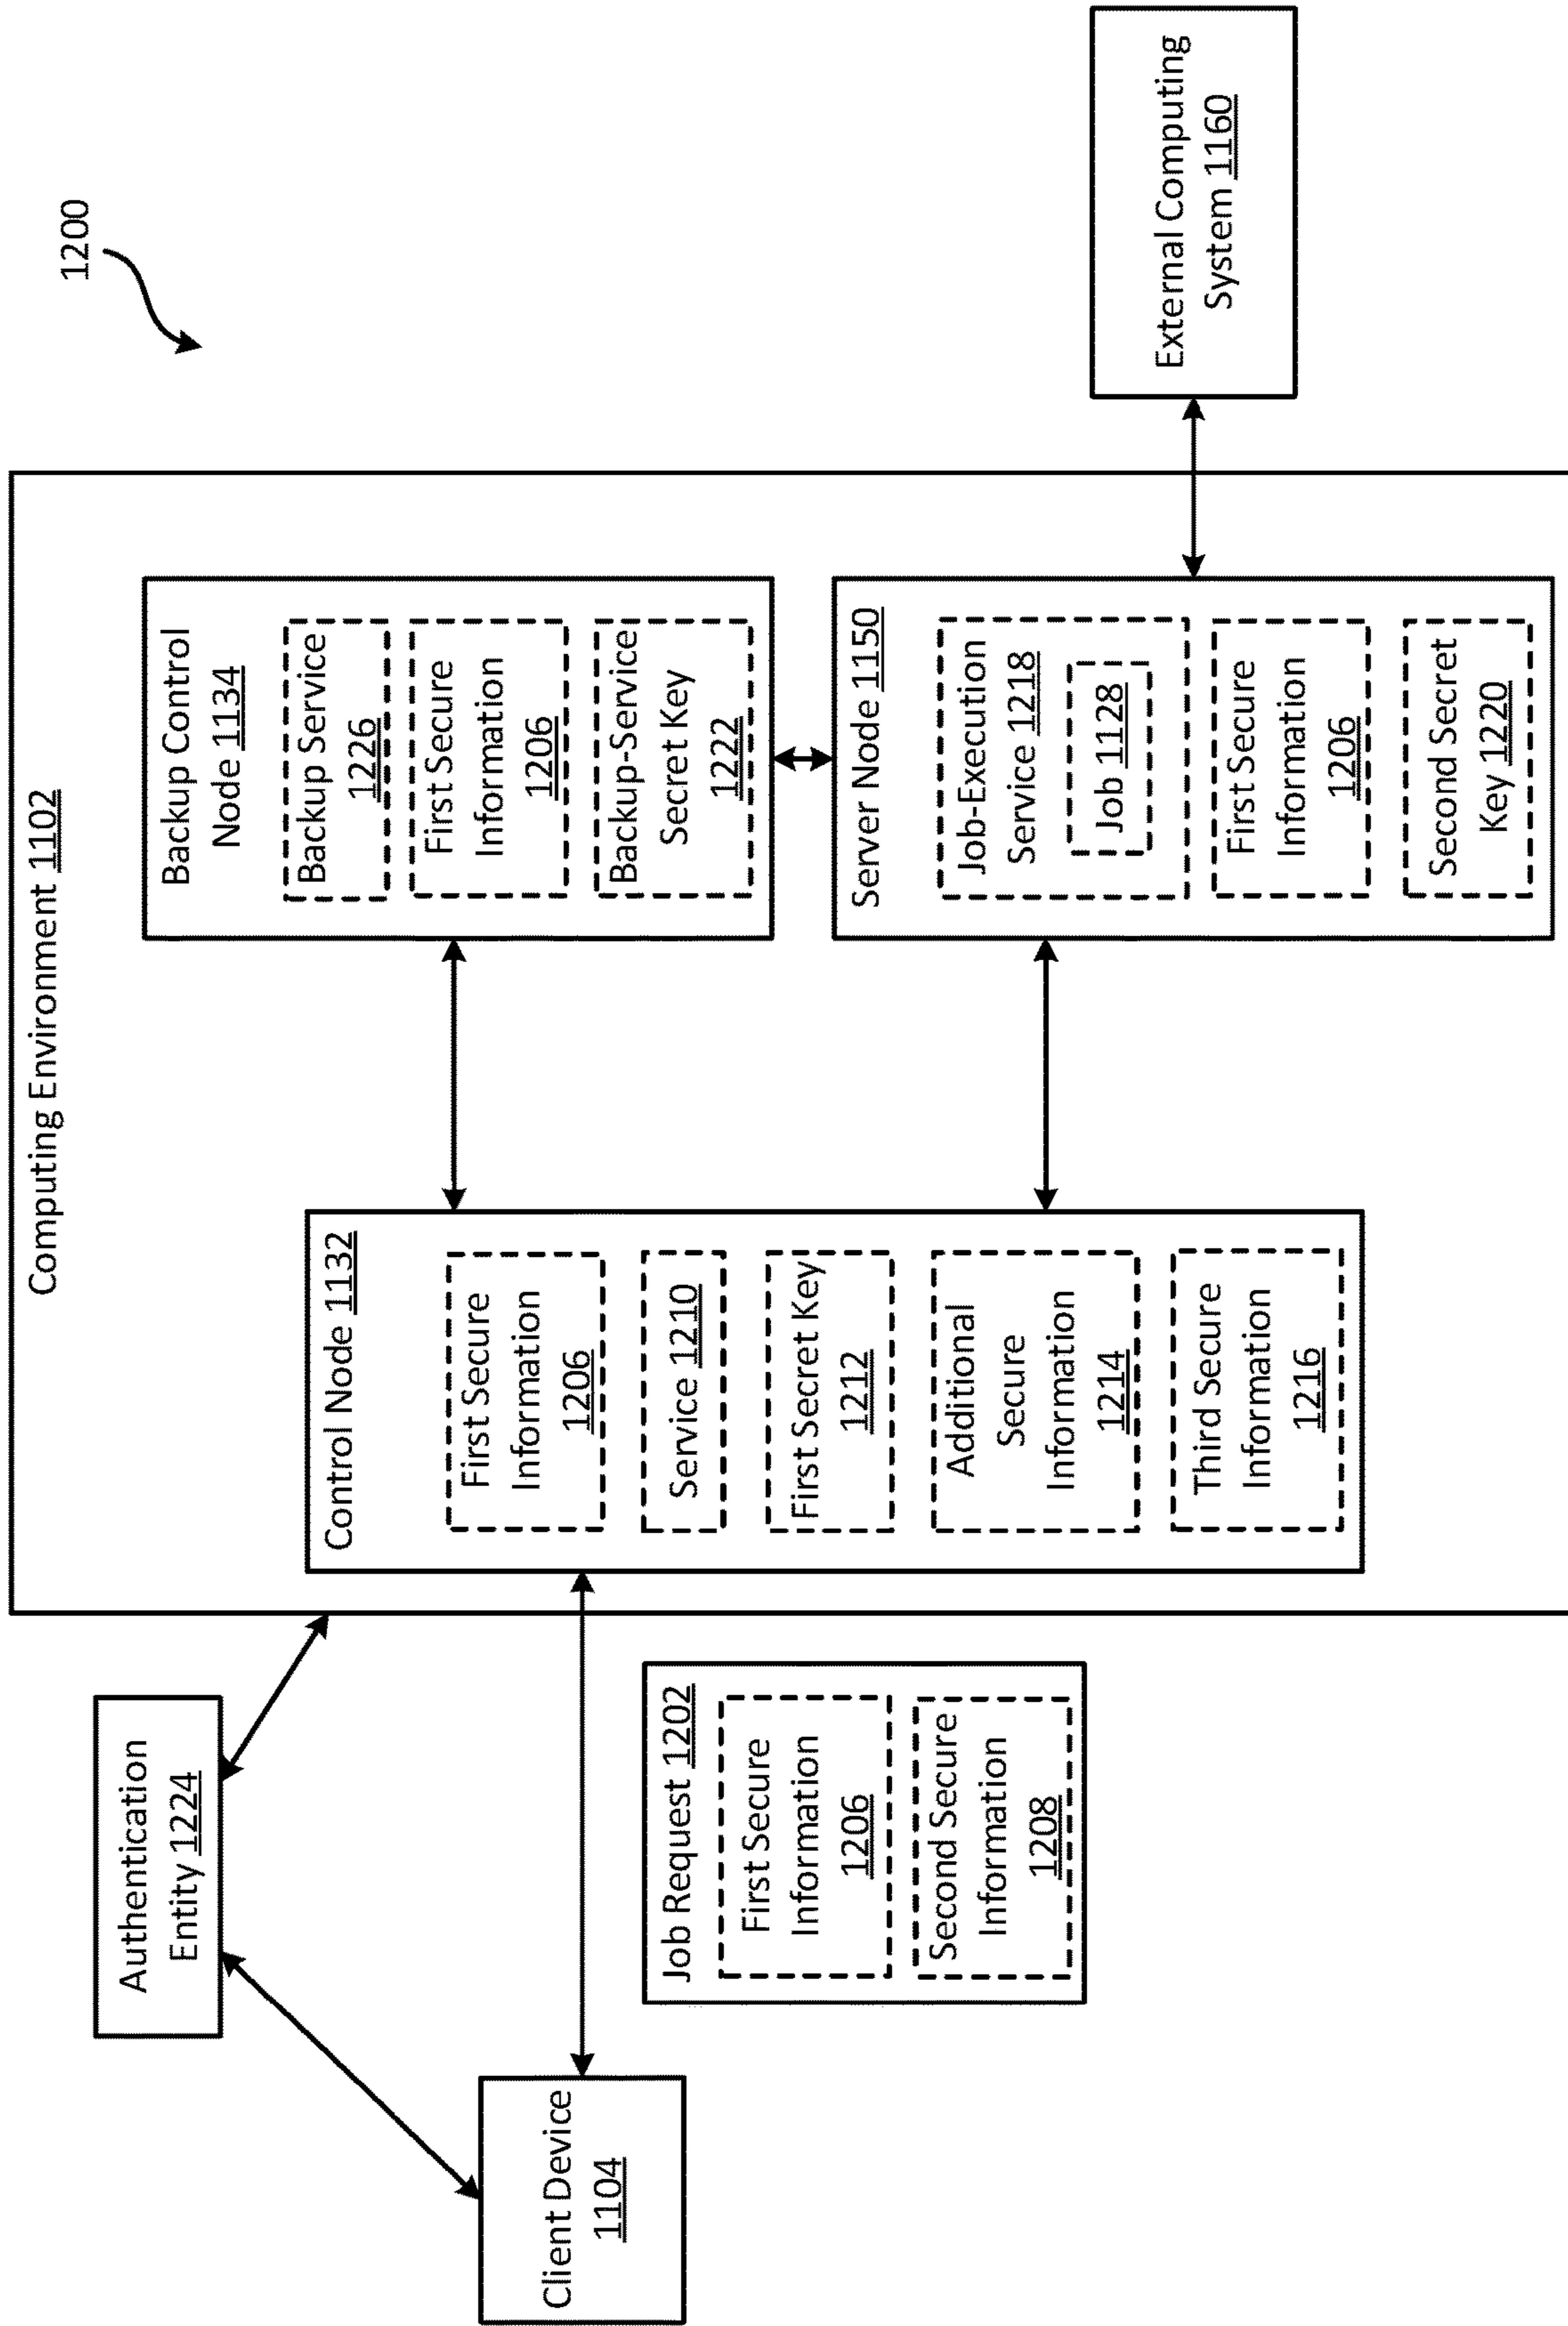 1200
Computing Environment 1102
Authentication
Entity 1224
Client Device
1104
Job Request 1202
First Secure
Information
1206
Second Secure
Information
1208
Control Node 1132
First Secure
Information
1206
Service 1210
First Secret Key
1212
Additional
Secure
Information
1214
Third Secure
Information
1216
Backup Control
Node 1134
Backup Service
1226
First Secure
Information
1206
Backup-Service
Secret Key
1222
Server Node 1150
Job-Execution
Service 1218
Job 1128
First Secure
Information
1206
Second Secret
Key 1220
External Computing
System 1160